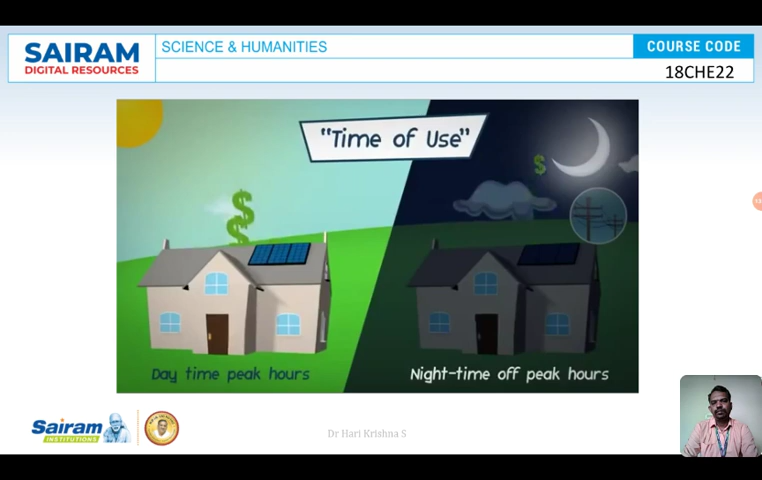 SAIRAM
DIGITAL RESOURCES
SCIENCE & HUMANITIES
COURSE CODE
18CHE22
"Time of Use"
$
$
$
Day time peak hours
Night-time off peak hours
Sairam
INSTITUTIONS
Dr Hari Krishna S